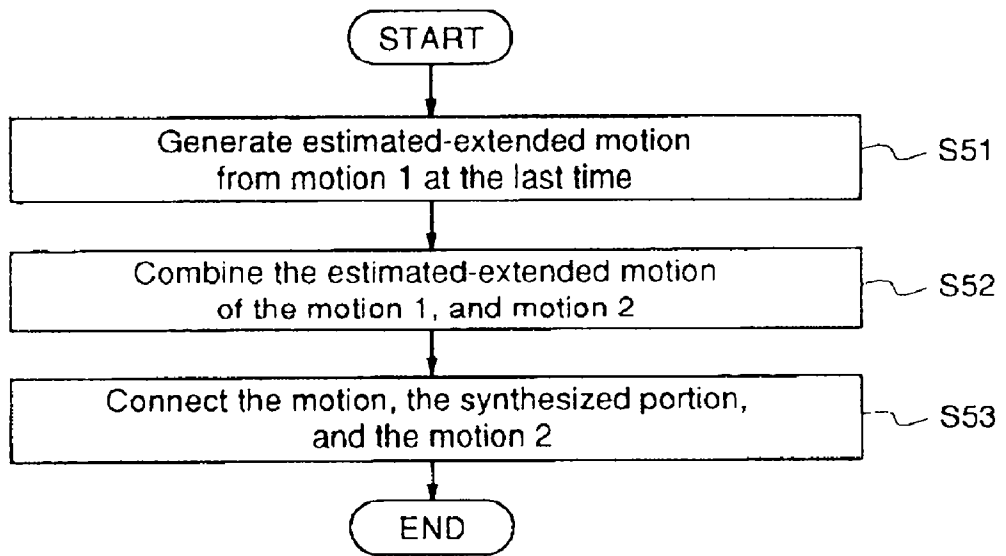 START
Generate estimated-extended motion
from motion 1 at the last time
S51
Combine the estimated-extended motion
of the motion 1, and motion 2
S52
Connect the motion, the synthesized portion,
and the motion 2
S53
END